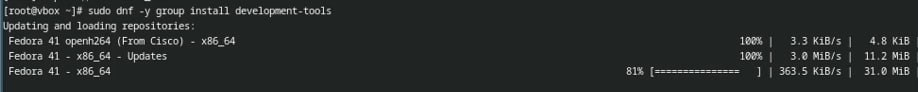 [root@vbox ~]# sudo dnf -y group install development-tools
Updating and loading repositories:
Fedora 41 openh264 (From Cisco) - x86_64 100% | 3.3 KiB/s | 4.8 KiB
Fedora 41 - x86_64 - Updates 100% | 3.0 MiB/s | 11.2 MiB
Fedora 41 - x86_64 81% [=============== ] | 363.5 KiB/s | 31.0 MiB